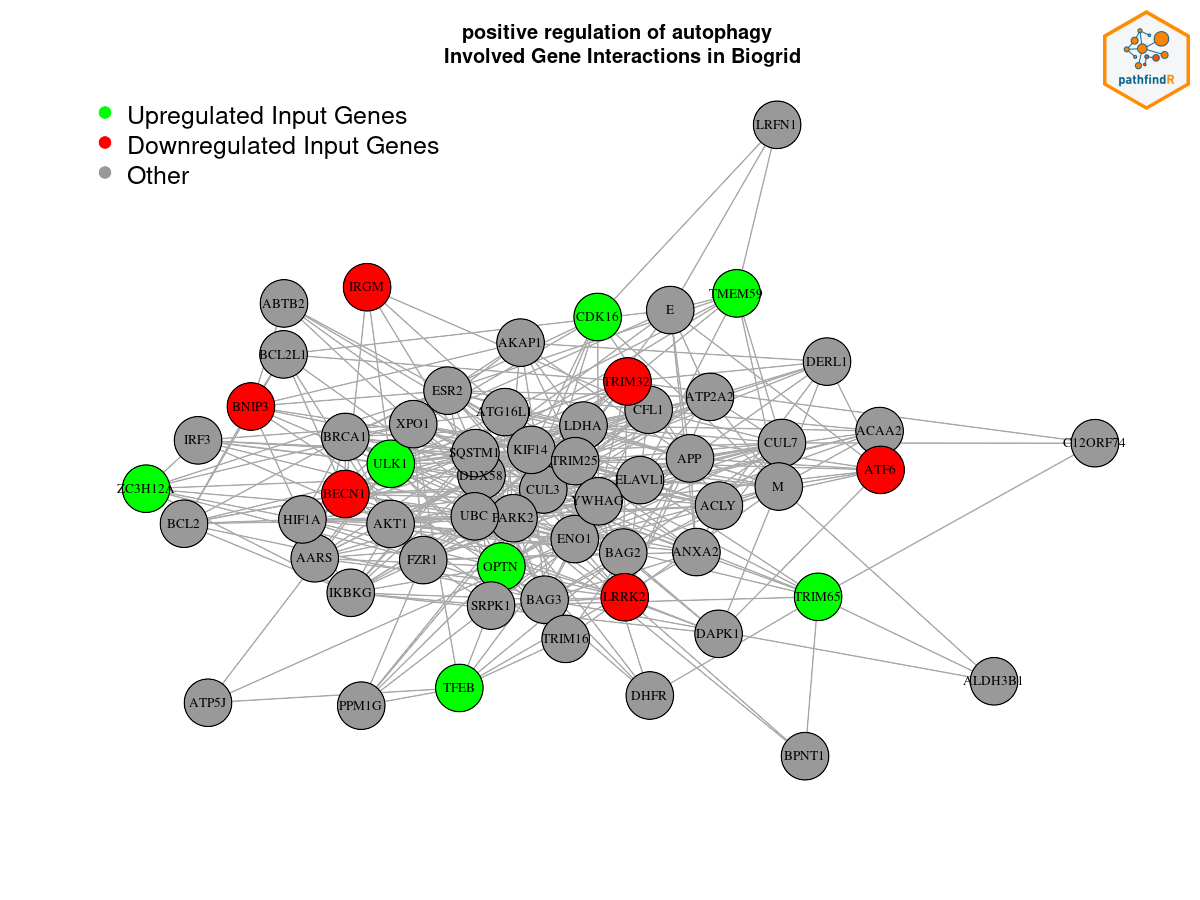 positive regulation of autophagy
Involved Gene Interactions in Biogrid
pathfindR
Upregulated Input Genes
Downregulated Input Genes
Other
LRFN1
IRGM
ABTB2
TMEM59
CDK16
E
AKAP1
BCL2L1
DERL1
TRIM32
ESR2
ATP2A2
BNIP3
CFL1
ATG16L1
XPO1
LDHA
IRF3
BRCA1
ACAA2
CUL7
C12ORF74
KIF14
SQSTM1
TRIM25
APP
ULK1
ATF6
DDX58
ELAVL1
M
ZC3H12A
BECN1
CUL3
YWHAG
ACLY
HIF1A
BCL2
AKT1
UBC
PARK2
ENO1
AARS
FZR1
BAG2
ANXA2
OPTN
IKBKG
SRPK1
BAG3
LRRK2
TRIM65
TRIM16
DAPK1
ALDH3B1
TFEB
DHFR
ATP5J
PPM1G
BPNT1